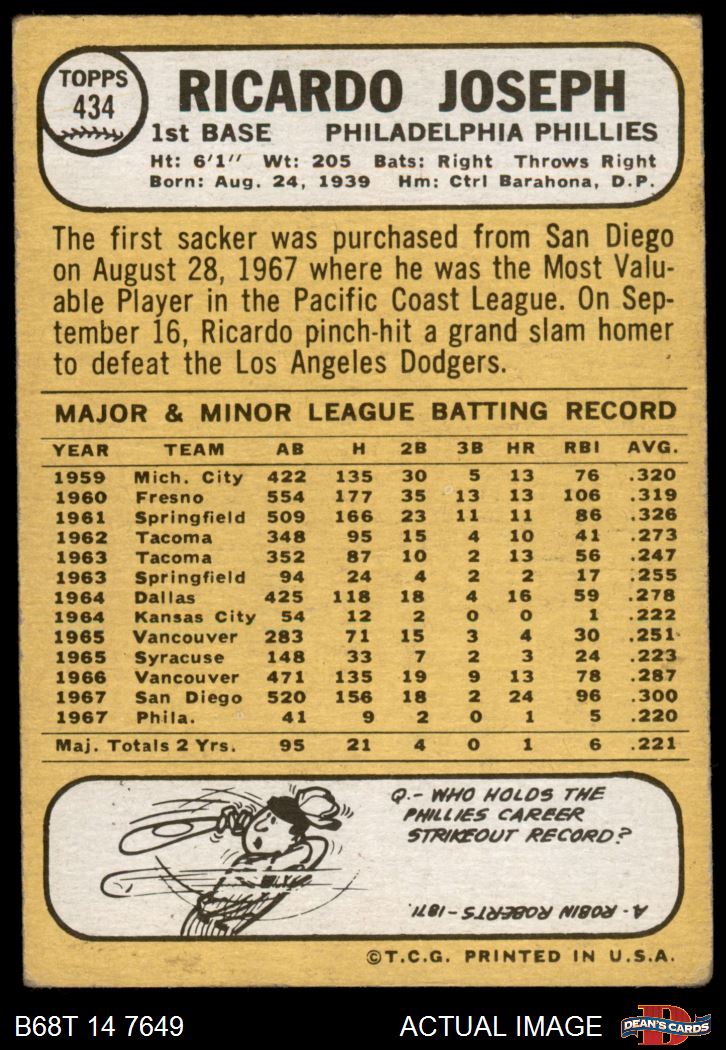 TOPPS
434
RICARDO JOSEPH
1st BASE PHILADELPHIA PHILLIES
Ht: 6'1" Wt: 205 Bats: Right Throws Right
Born: Aug. 24, 1939 Hm: Ctrl Barahona, D.P.
The first sacker was purchased from San Diego
on August 28, 1967 where he was the Most Valu-
able Player in the Pacific Coast League. On Sep-
tember 16, Ricardo pinch-hit a grand slam homer
to defeat the Los Angeles Dodgers.
MAJOR & MINOR LEAGUE BATTING RECORD
YEAR TEAM AB H 2B 3B HR RBI AVG.
1959 Mich. City 422 135 30 5 13 76 .320
1960 Fresno 554 177 35 13 13 106 .319
1961 Springfield 509 166 23 11 11 86 .326
1962 Tacoma 348 95 15 4 10 41 .273
1963 Tacoma 352 87 10 2 13 56 .247
1963 Springfield 94 24 4 2 2 17 .255
1964 Dallas 425 118 18 4 16 59 .278
1964 Kansas City 54 12 2 0 0 1 .222
1965 Vancouver 283 71 15 3 4 30 .251
1965 Syracuse 148 33 7 2 3 24 .223
1966 Vancouver 471 135 19 9 13 78 .287
1967 San Diego 520 156 18 2 24 96 .300
1967 Phila. 41 9 2 0 1 5 .220
Maj. Totals 2 Yrs. 95 21 4 0 1 6 .221
Q.- WHO HOLDS THE
PHILLIES CAREER
STRIKEOUT RECORD?
A- ROBIN ROBERTS-1871.
©T.C.G. PRINTED IN U.S.A.
B68T 14 7649 ACTUAL IMAGE
D
DEAN'S CARDS